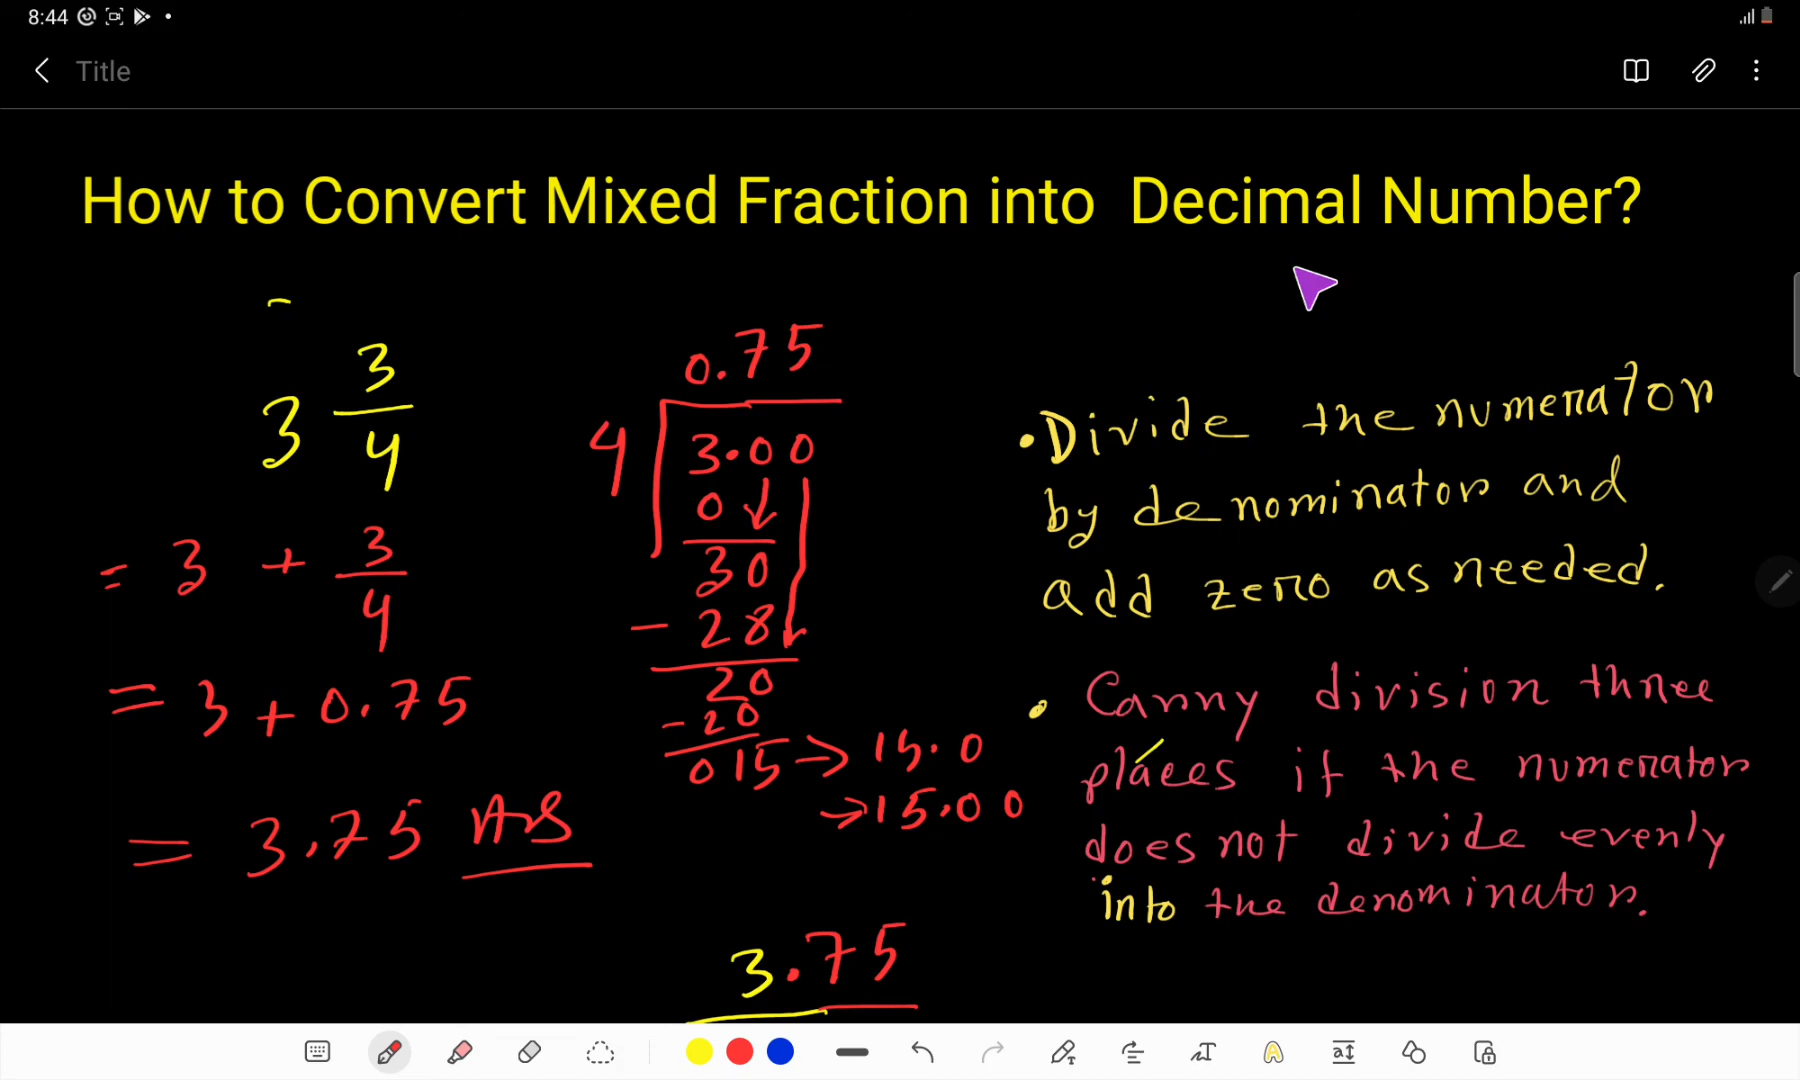 8:44
Title
How to Convert Mixed Fraction into Decimal Number?
3 3/4
= 3 + 3/4
= 3 + 0.75
= 3.75 Ans
0.75
4 3.00
0
30
- 28
20
- 20
015 → 15.0
→ 15.00
3.75
• Divide the numerator
by denominator and
add zero as needed.
• Carry division three
places if the numerator
does not divide evenly
into the denominator.